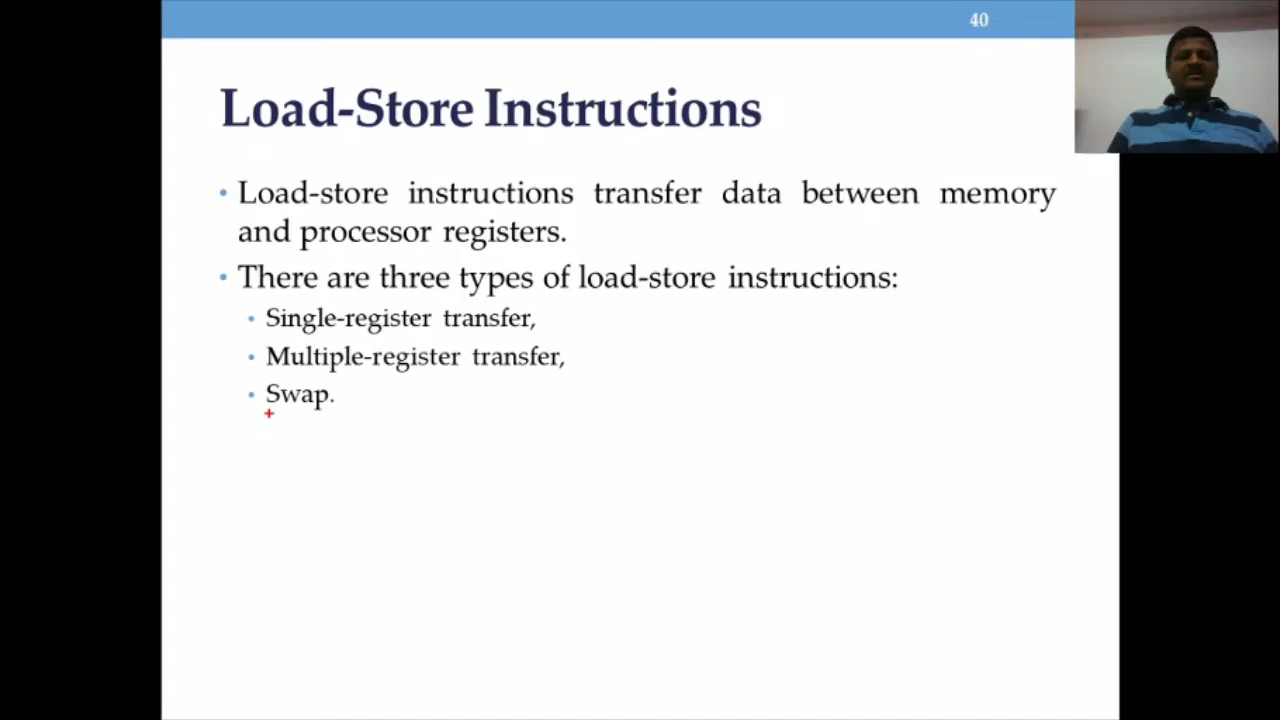 40
Load-Store Instructions
• Load-store instructions transfer data between memory
and processor registers.
• There are three types of load-store instructions:
• Single-register transfer,
• Multiple-register transfer,
• Swap.